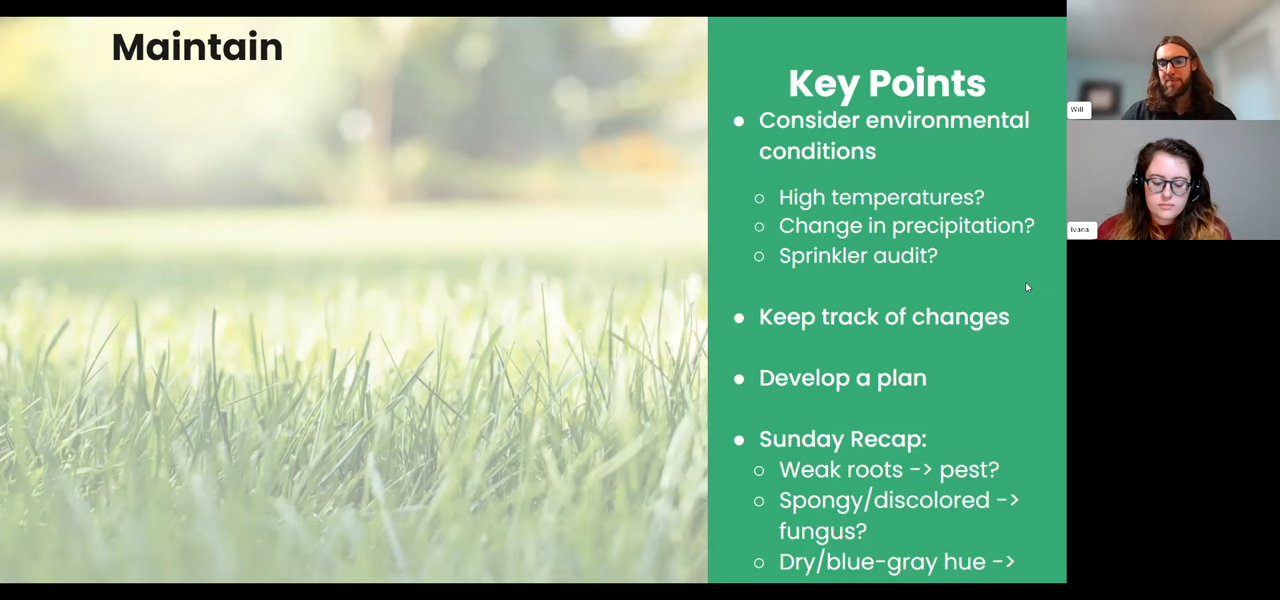 Maintain
Key Points
● Consider environmental
conditions
○ High temperatures?
○ Change in precipitation?
○ Sprinkler audit?
● Keep track of changes
● Develop a plan
● Sunday Recap:
○ Weak roots -> pest?
○ Spongy/discolored ->
fungus?
○ Dry/blue-gray hue ->
Will
Ivana